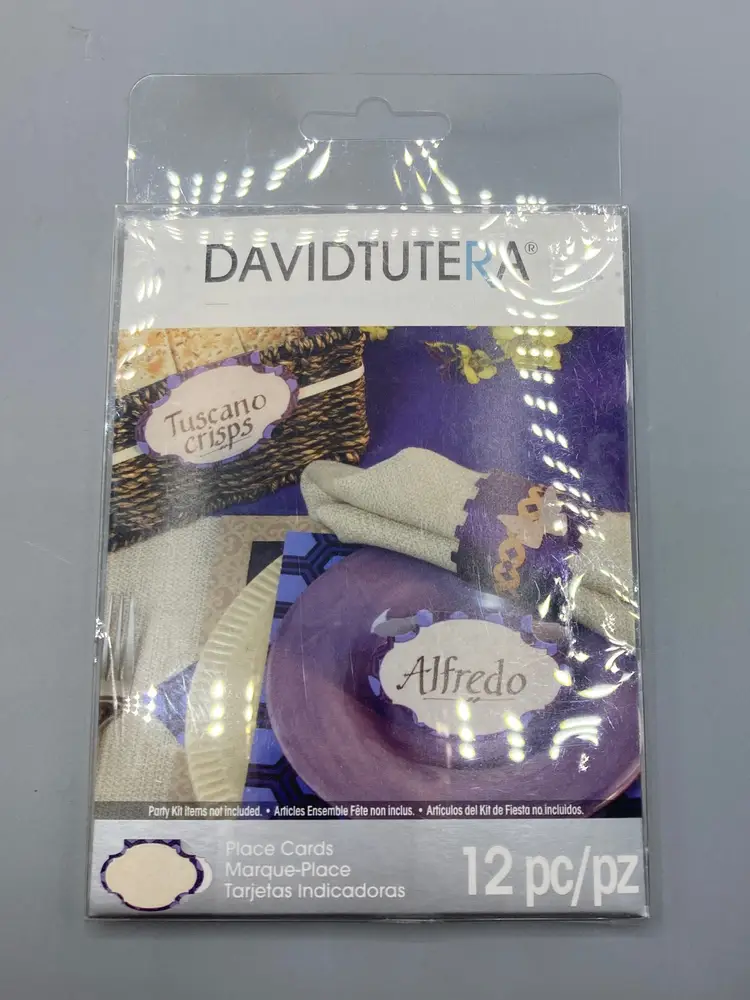 DAVIDTUTERA®
Tuscano
crisps
Alfredo
Party Kit items not included. • Articles Ensemble Fête non inclus. • Artículos del Kit de Fiesta no incluidos.
Place Cards
Marque-Place
Tarjetas Indicadoras
12 pc/pz